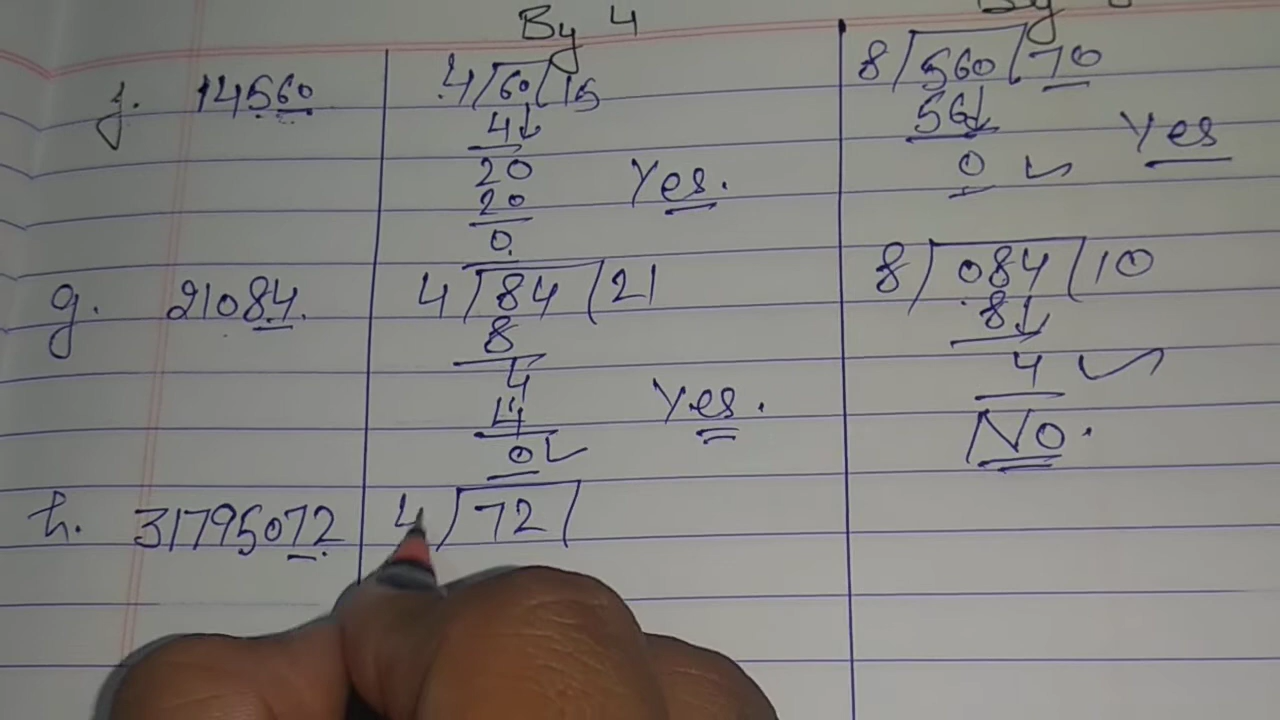 By 4
By
f. 14560 4)60(15 8)560(70
4 56
20 Yes. 0 Yes
20
0
g. 21084. 4)84(21 8)084(10
8 8
4 4
4 Yes. No.
0
h. 31795072 4)72(